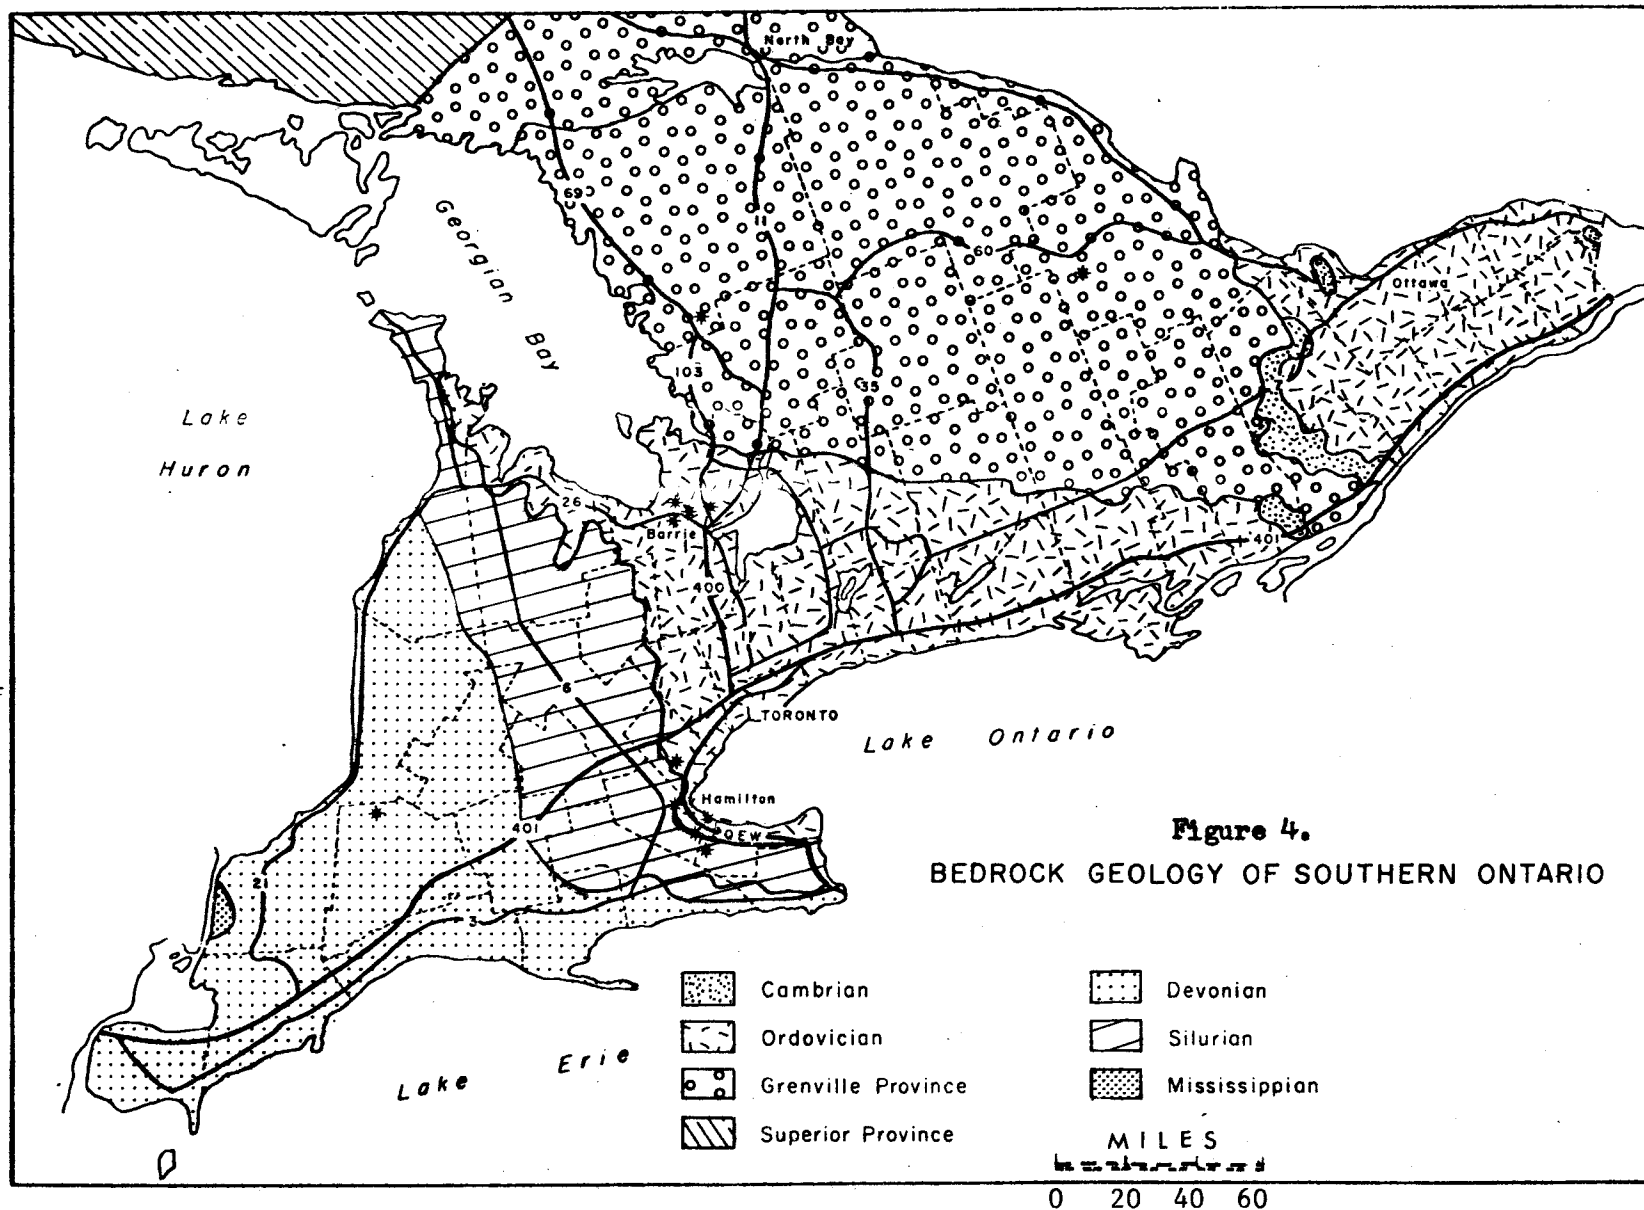 North Bay
69
11
60
Ottawa
Georgian
Bay
103
35
Lake
Huron
26
Barrie
400
401
6
TORONTO
Lake Ontario
Hamilton
QEW
401
21
3
Figure 4.
BEDROCK GEOLOGY OF SOUTHERN ONTARIO
Lake Erie
Cambrian
Ordovician
Grenville Province
Superior Province
Devonian
Silurian
Mississippian
MILES
0 20 40 60